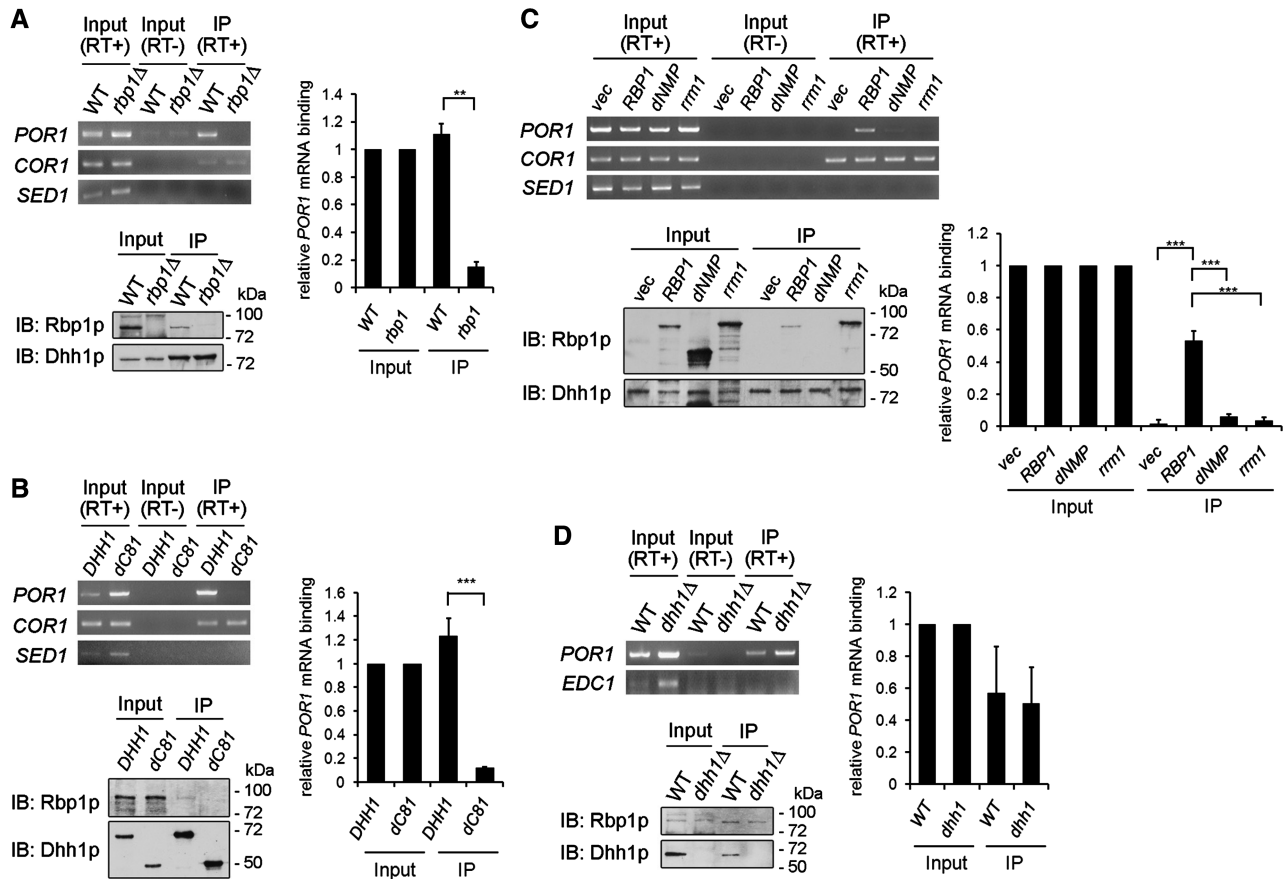 A
Input Input IP
(RT+) (RT-) (RT+)
WT rbp1Δ WT rbp1Δ WT rbp1Δ
POR1
COR1
SED1
Input IP
WT rbp1Δ WT rbp1Δ
kDa
IB: Rbp1p
- 100
- 72
IB: Dhh1p
- 72
relative POR1 mRNA binding
1.4
1.2
1
0.8
0.6
0.4
0.2
0
**
WT rbp1 WT rbp1
Input IP
B
Input Input IP
(RT+) (RT-) (RT+)
DHH1 dC81 DHH1 dC81 DHH1 dC81
POR1
COR1
SED1
Input IP
DHH1 dC81 DHH1 dC81
kDa
IB: Rbp1p
- 100
- 72
IB: Dhh1p
- 72
- 50
relative POR1 mRNA binding
1.6
1.4
1.2
1
0.8
0.6
0.4
0.2
0
***
DHH1 dC81 DHH1 dC81
Input IP
C
Input Input IP
(RT+) (RT-) (RT+)
vec RBP1 dNMP rrm1 vec RBP1 dNMP rrm1 vec RBP1 dNMP rrm1
POR1
COR1
SED1
Input IP
vec RBP1 dNMP rrm1 vec RBP1 dNMP rrm1
kDa
IB: Rbp1p
- 100
- 72
- 50
IB: Dhh1p
- 72
relative POR1 mRNA binding
1.2
1
0.8
0.6
0.4
0.2
0
***
***
***
vec RBP1 dNMP rrm1 vec RBP1 dNMP rrm1
Input IP
D
Input Input IP
(RT+) (RT-) (RT+)
WT dhh1Δ WT dhh1Δ WT dhh1Δ
POR1
EDC1
Input IP
WT dhh1Δ WT dhh1Δ
kDa
IB: Rbp1p
- 100
- 72
IB: Dhh1p
- 72
- 50
relative POR1 mRNA binding
1.2
1
0.8
0.6
0.4
0.2
0
WT dhh1 WT dhh1
Input IP